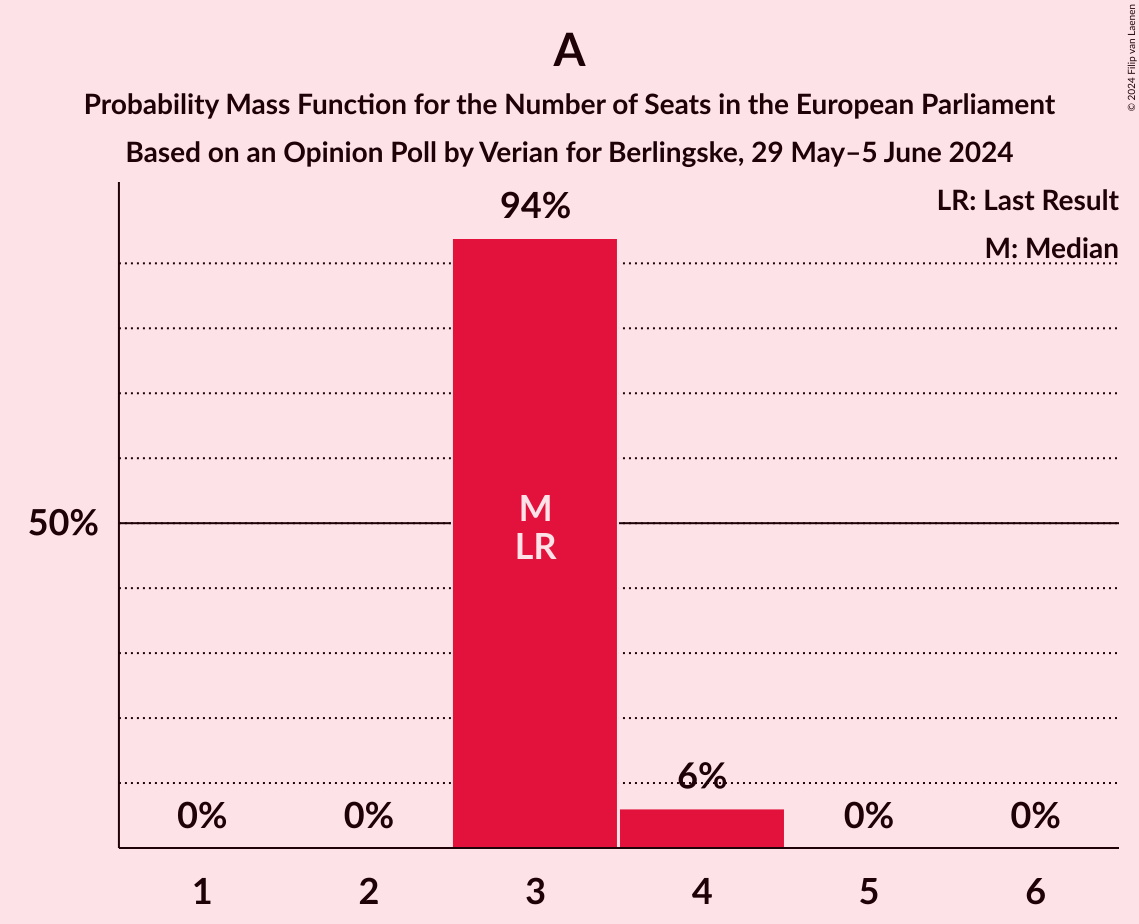 A
Probability Mass Function for the Number of Seats in the European Parliament
Based on an Opinion Poll by Verian for Berlingske, 29 May–5 June 2024
© 2024 Filip van Laenen
LR: Last Result
M: Median
94%
50%
M
LR
0%
0%
6%
0%
0%
1
2
3
4
5
6